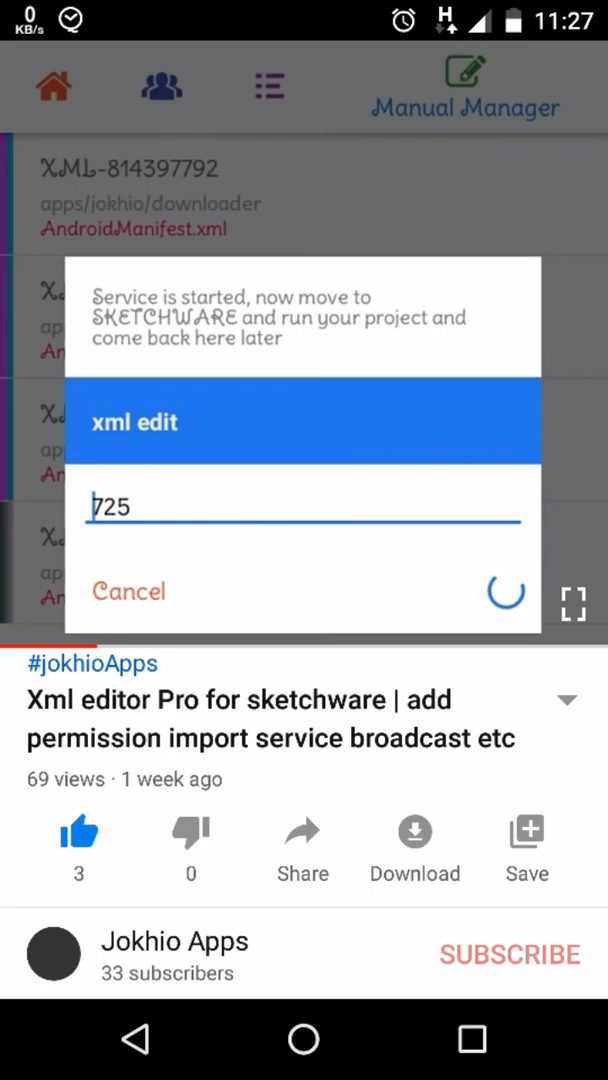 0
KB/s
H
11:27
Manual Manager
XML-814397792
apps/jokhio/downloader
AndroidManifest.xml
Service is started, now move to
SKETCHWARE and run your project and
come back here later
xml edit
725
Cancel
#jokhioApps
Xml editor Pro for sketchware | add
permission import service broadcast etc
69 views · 1 week ago
3
0
Share
Download
Save
Jokhio Apps
SUBSCRIBE
33 subscribers